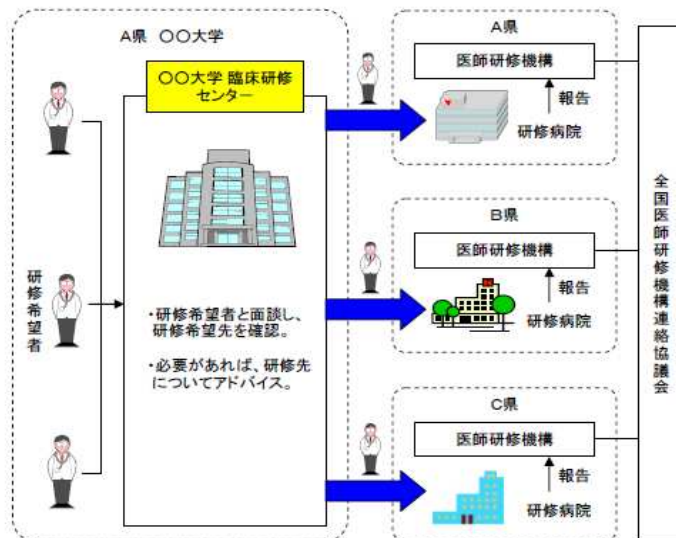 A県 〇〇大学
〇〇大学 臨床研修
センター
研修希望者
・研修希望者と面談し、
研修希望先を確認。
・必要があれば、研修先
についてアドバイス。
A県
医師研修機構
報告
研修病院
B県
医師研修機構
報告
研修病院
C県
医師研修機構
報告
研修病院
全国医師研修機構連絡協議会